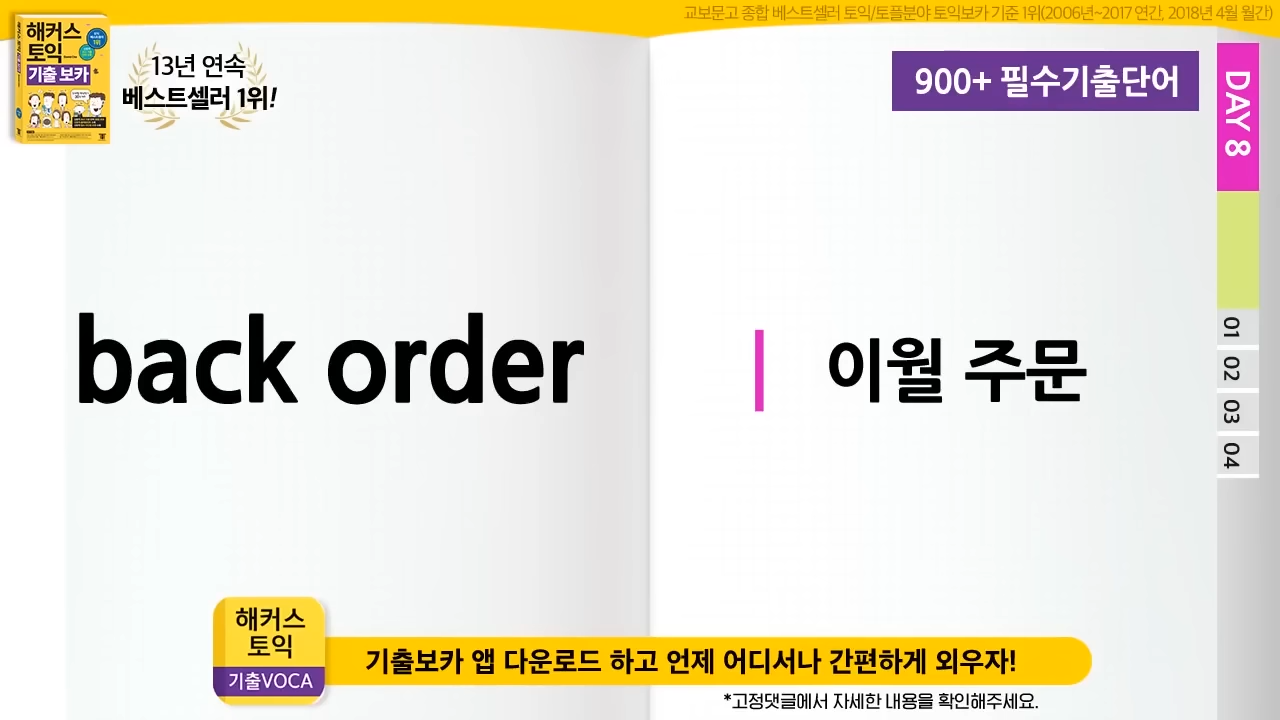 교보문고 종합 베스트셀러 토익/토플분야 토익보카 기준 1위(2006년~2017 연간, 2018년 4월 월간)
해커스
토익
기출 보카
13년 연속
베스트셀러 1위!
900+ 필수기출단어
DAY 8
back order
이월 주문
01
02
03
04
해커스
토익
기출VOCA
기출보카 앱 다운로드 하고 언제 어디서나 간편하게 외우자!
*고정댓글에서 자세한 내용을 확인해주세요.